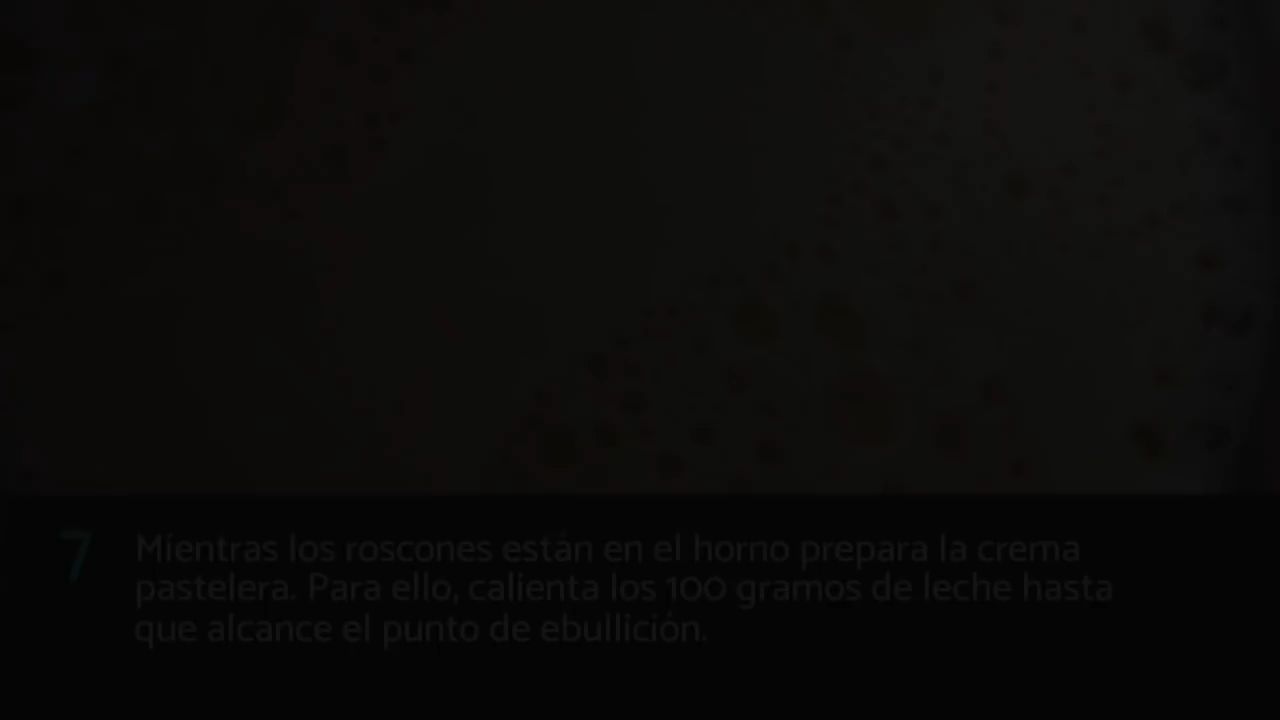 7 Mientras los roscones están en el horno prepara la crema
pastelera. Para ello, calienta los 100 gramos de leche hasta
que alcance el punto de ebullición.